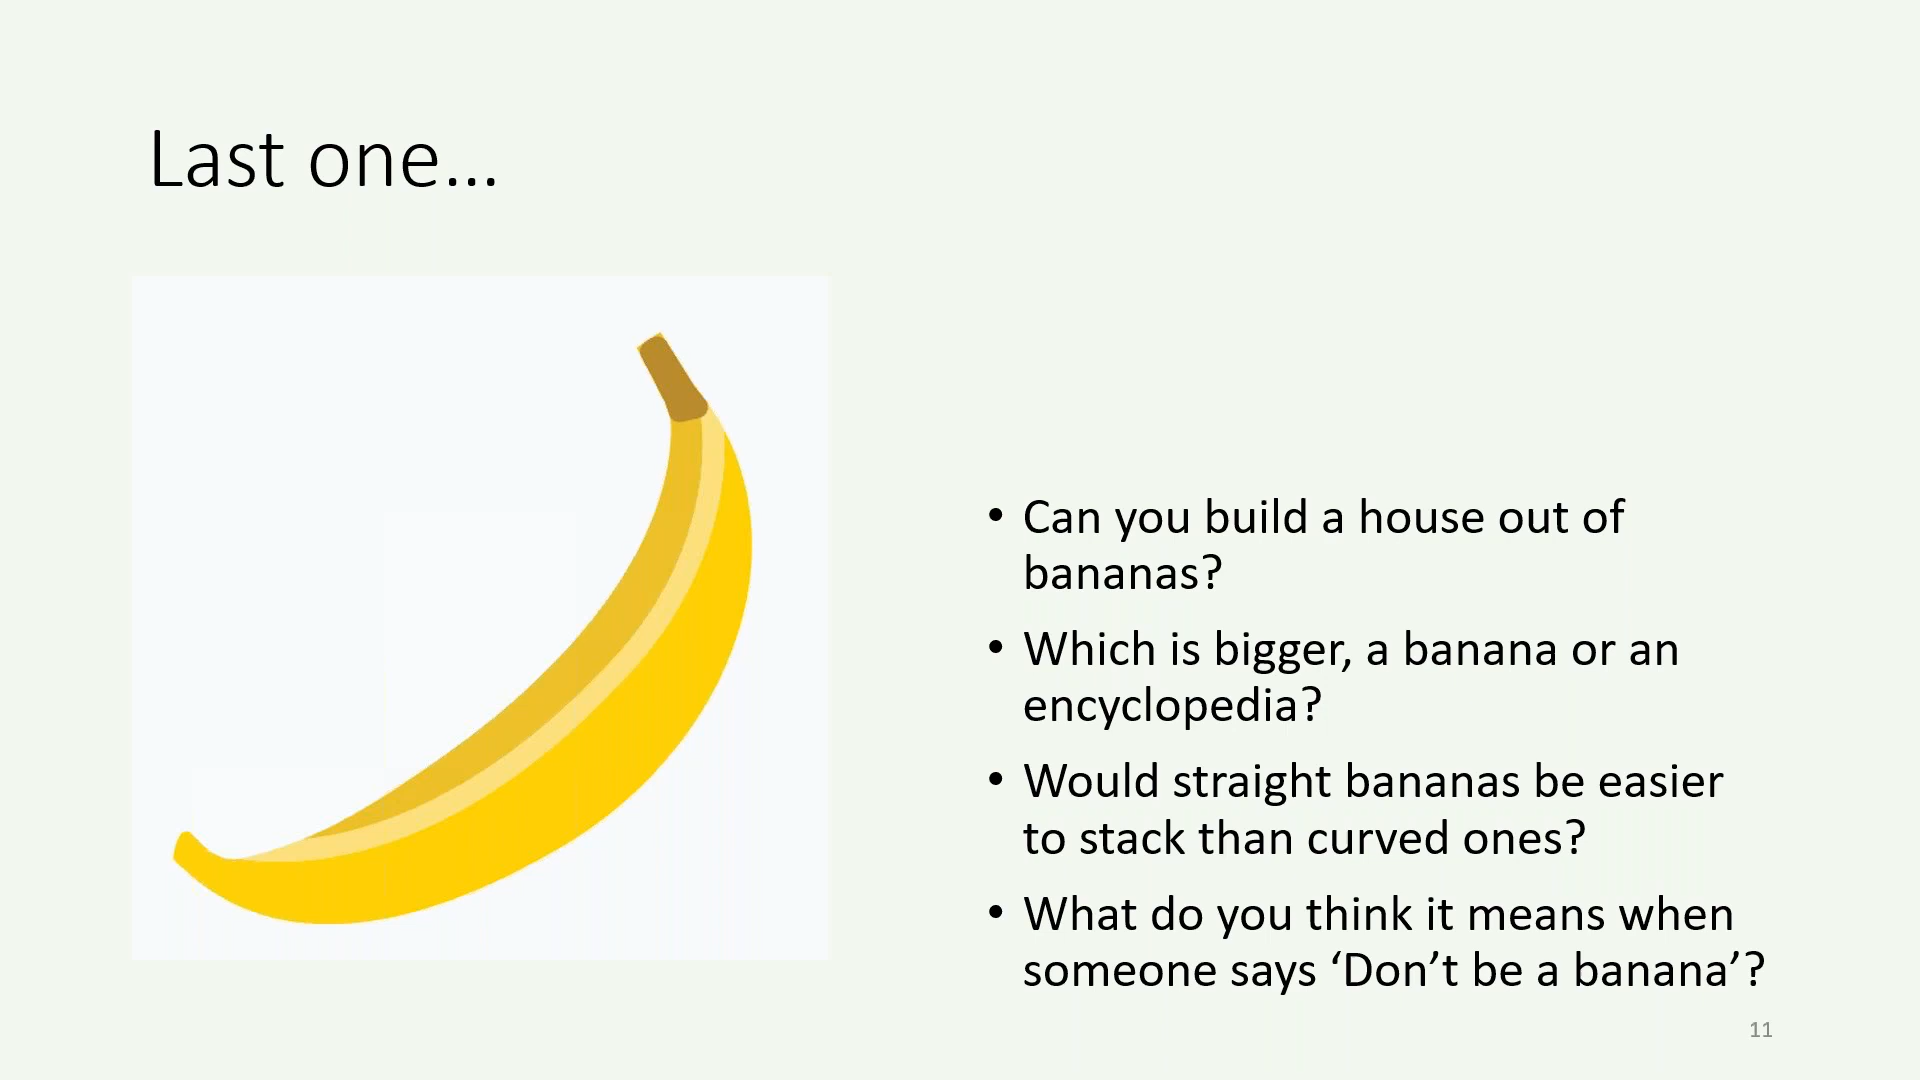 Last one...
• Can you build a house out of
bananas?
• Which is bigger, a banana or an
encyclopedia?
• Would straight bananas be easier
to stack than curved ones?
• What do you think it means when
someone says ‘Don’t be a banana’?
11